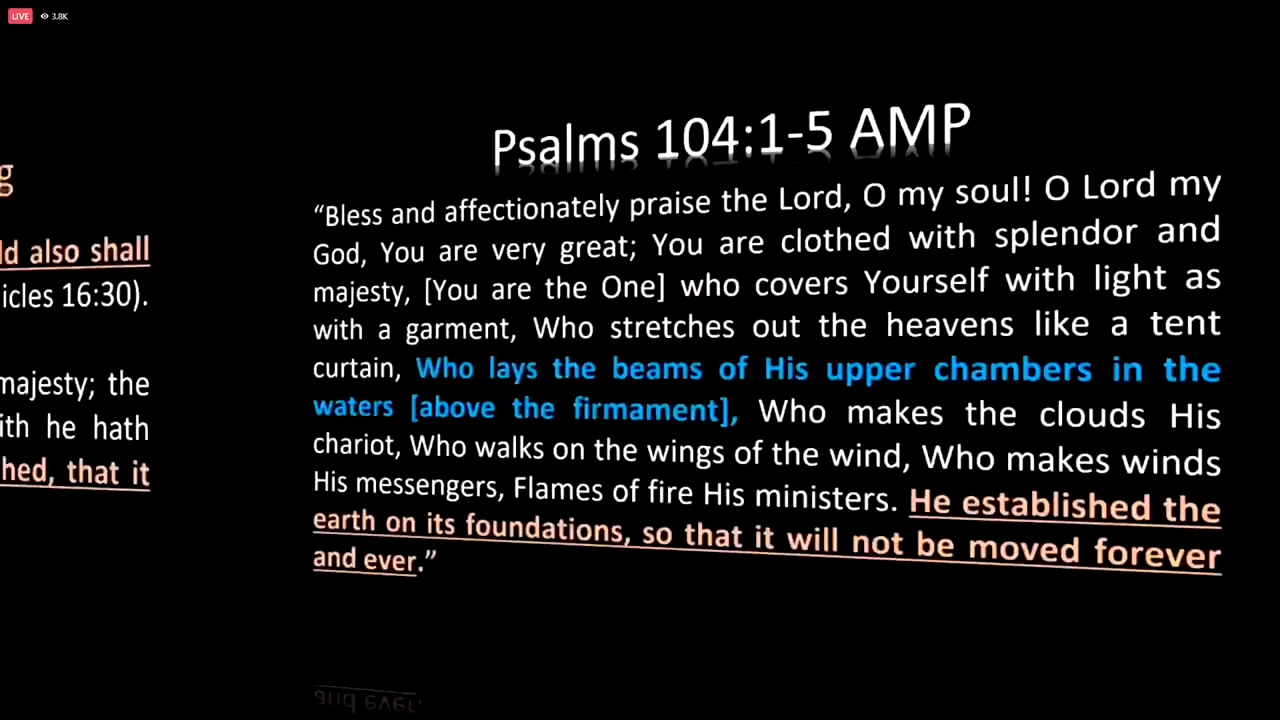 LIVE 3.8K
g
ld also shall
icles 16:30).
majesty; the
ith he hath
hed, that it
Psalms 104:1-5 AMP
“Bless and affectionately praise the Lord, O my soul! O Lord my
God, You are very great; You are clothed with splendor and
majesty, [You are the One] who covers Yourself with light as
with a garment, Who stretches out the heavens like a tent
curtain, Who lays the beams of His upper chambers in the
waters [above the firmament], Who makes the clouds His
chariot, Who walks on the wings of the wind, Who makes winds
His messengers, Flames of fire His ministers. He established the
earth on its foundations, so that it will not be moved forever
and ever.”